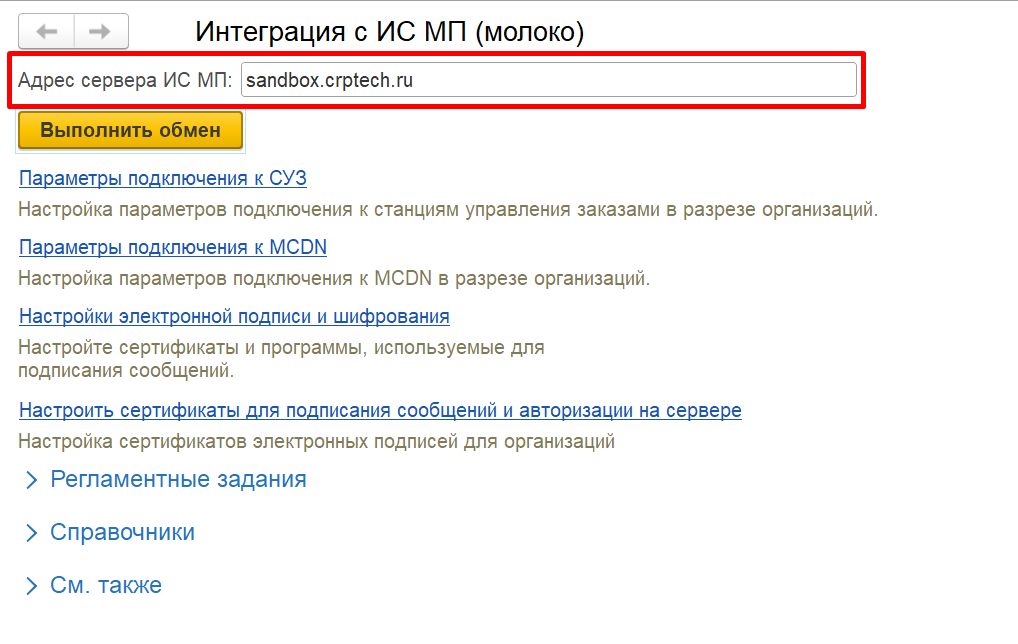 Интеграция с ИС МП (молоко)
Адрес сервера ИС МП: sandbox.crptech.ru
Выполнить обмен
Параметры подключения к СУЗ
Настройка параметров подключения к станциям управления заказами в разрезе организаций.
Параметры подключения к MCDN
Настройка параметров подключения к MCDN в разрезе организаций.
Настройки электронной подписи и шифрования
Настройте сертификаты и программы, используемые для
подписания сообщений.
Настроить сертификаты для подписания сообщений и авторизации на сервере
Настройка сертификатов электронных подписей для организаций
Регламентные задания
Справочники
См. также